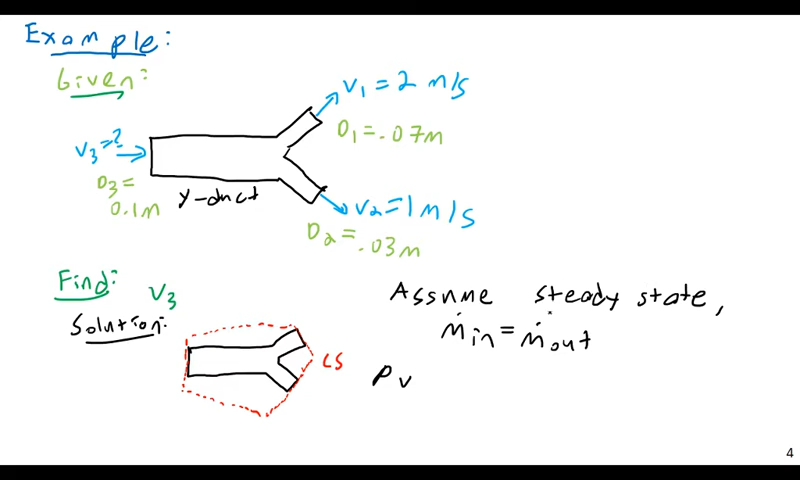 Example:
Given:
V1 = 2 m/s
D1 = .07m
V3 = ?
D3 =
0.1m
Y-duct
V2 = 1 m/s
D2 = .03m
Find:
V3
Solution:
CS
Assume steady state,
ṁin = ṁout
ρv
4